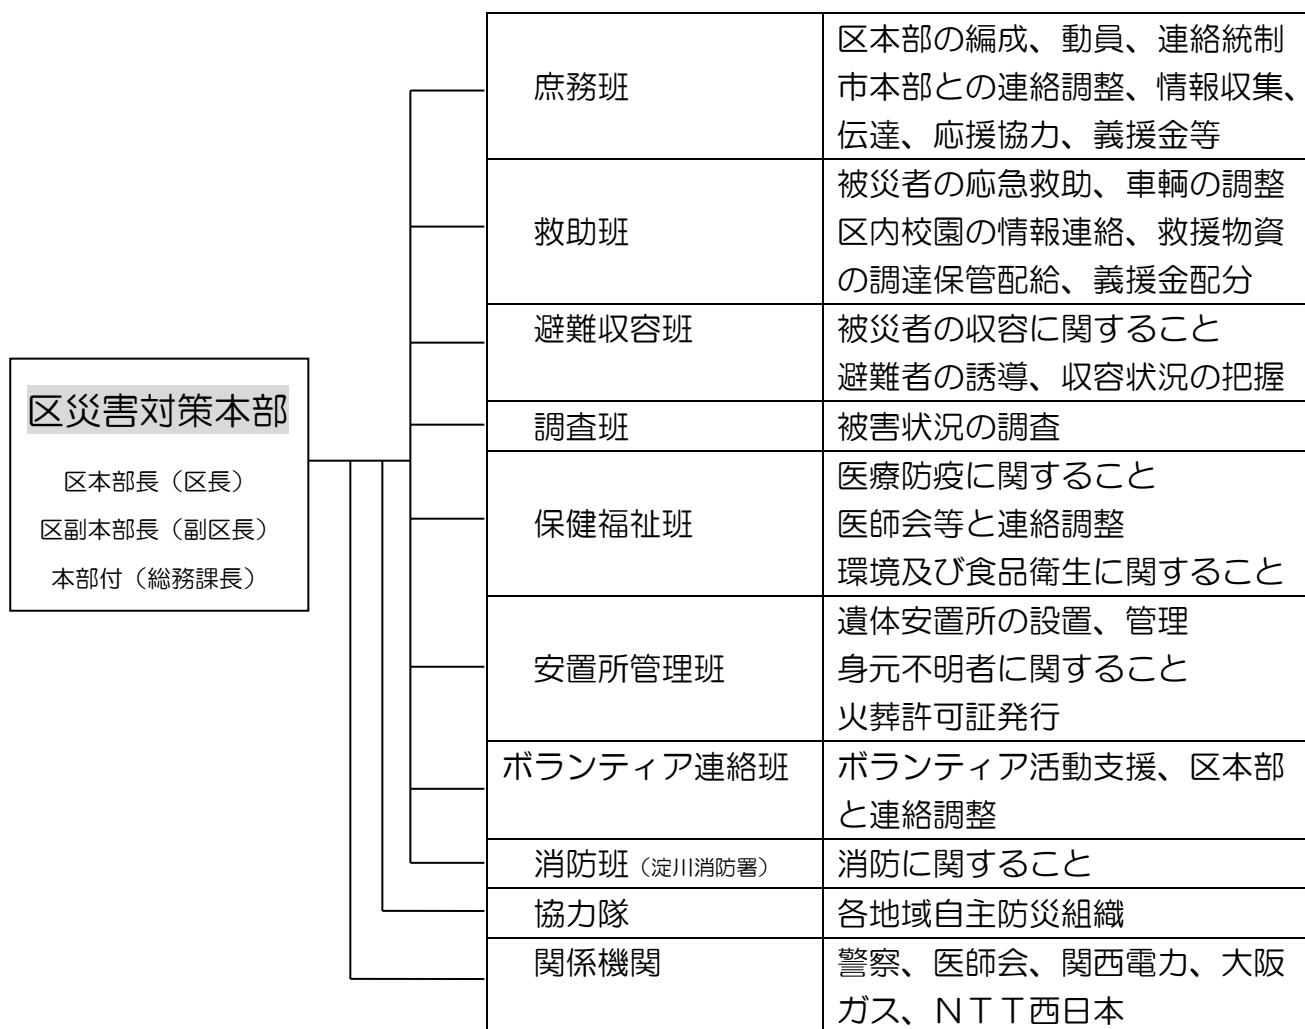 区災害対策本部
区本部長（区長）
区副本部長（副区長）
本部付（総務課長）
庶務班
区本部の編成、動員、連絡統制
市本部との連絡調整、情報収集、
伝達、応援協力、義援金等
救助班
被災者の応急救助、車輌の調整
区内校園の情報連絡、救援物資
の調達保管配給、義援金配分
避難収容班
被災者の収容に関すること
避難者の誘導、収容状況の把握
調査班
被害状況の調査
保健福祉班
医療防疫に関すること
医師会等と連絡調整
環境及び食品衛生に関すること
安置所管理班
遺体安置所の設置、管理
身元不明者に関すること
火葬許可証発行
ボランティア連絡班
ボランティア活動支援、区本部
と連絡調整
消防班（淀川消防署）
消防に関すること
協力隊
各地域自主防災組織
関係機関
警察、医師会、関西電力、大阪
ガス、ＮＴＴ西日本